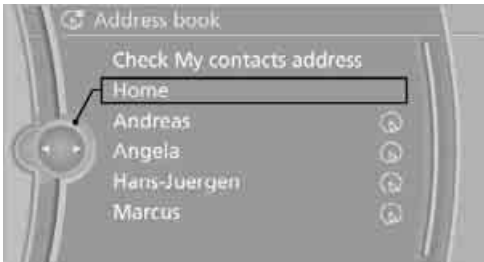 Address book
Check My contacts address
Home
Andreas
Angela
Hans-Juergen
Marcus